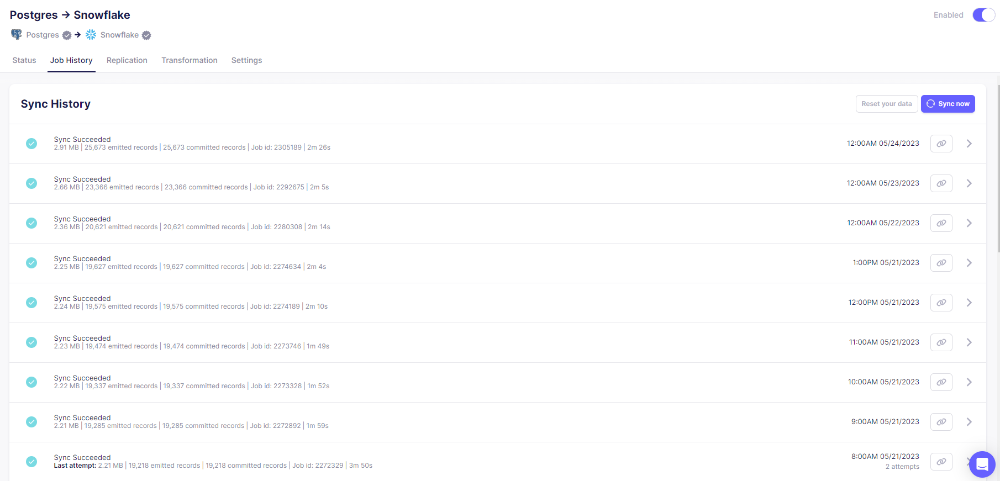 Postgres → Snowflake
Enabled
Postgres → Snowflake
Status Job History Replication Transformation Settings
Sync History
Reset your data Sync now
Sync Succeeded
2.91 MB | 25,673 emitted records | 25,673 committed records | Job id: 2305189 | 2m 26s
12:00AM 05/24/2023
Sync Succeeded
2.66 MB | 23,366 emitted records | 23,366 committed records | Job id: 2292675 | 2m 5s
12:00AM 05/23/2023
Sync Succeeded
2.36 MB | 20,621 emitted records | 20,621 committed records | Job id: 2280308 | 2m 14s
12:00AM 05/22/2023
Sync Succeeded
2.25 MB | 19,627 emitted records | 19,627 committed records | Job id: 2274634 | 2m 4s
1:00PM 05/21/2023
Sync Succeeded
2.24 MB | 19,575 emitted records | 19,575 committed records | Job id: 2274189 | 2m 10s
12:00PM 05/21/2023
Sync Succeeded
2.23 MB | 19,474 emitted records | 19,474 committed records | Job id: 2273746 | 1m 49s
11:00AM 05/21/2023
Sync Succeeded
2.22 MB | 19,337 emitted records | 19,337 committed records | Job id: 2273328 | 1m 52s
10:00AM 05/21/2023
Sync Succeeded
2.21 MB | 19,285 emitted records | 19,285 committed records | Job id: 2272892 | 1m 59s
9:00AM 05/21/2023
Sync Succeeded
Last attempt: 2.21 MB | 19,218 emitted records | 19,218 committed records | Job id: 2272329 | 3m 50s
8:00AM 05/21/2023
2 attempts